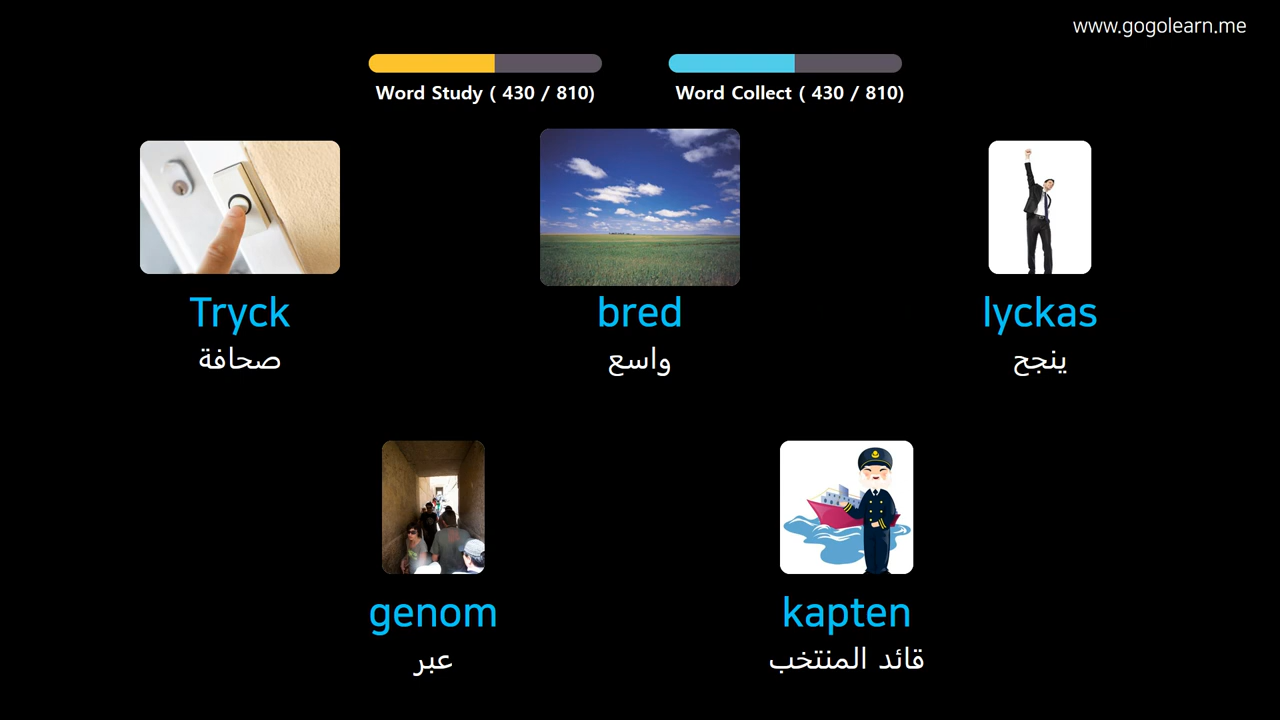 www.gogolearn.me
Word Study ( 430 / 810)
Word Collect ( 430 / 810)
Tryck
صحافة
bred
واسع
lyckas
ينجح
genom
عبر
kapten
قائد المنتخب